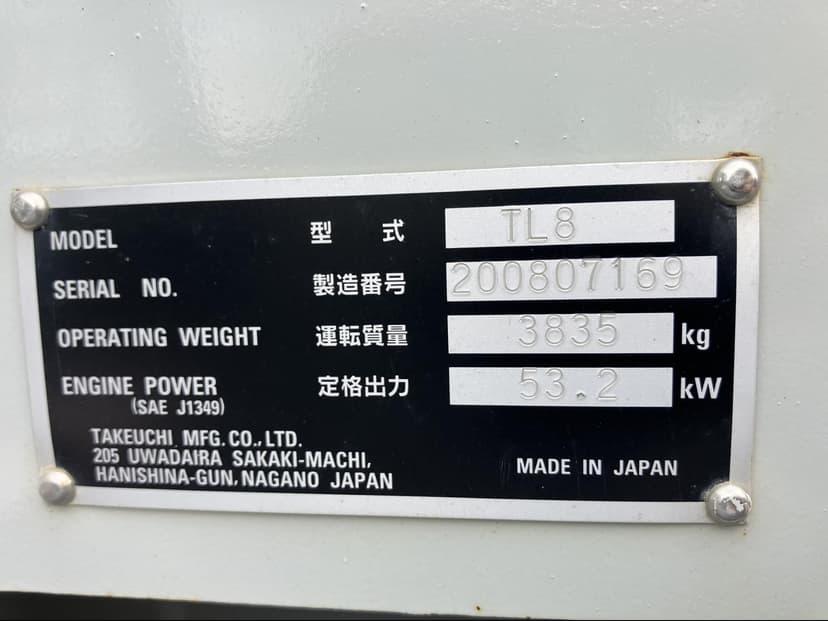 MODEL 型 式 TL8
SERIAL NO. 製造番号 200807169
OPERATING WEIGHT 運転質量 3835 kg
ENGINE POWER 定格出力 53.2 kW
(SAE J1349)
TAKEUCHI MFG.CO.,LTD.
205 UWADAIRA SAKAKI-MACHI,
HANISHINA-GUN, NAGANO JAPAN
MADE IN JAPAN